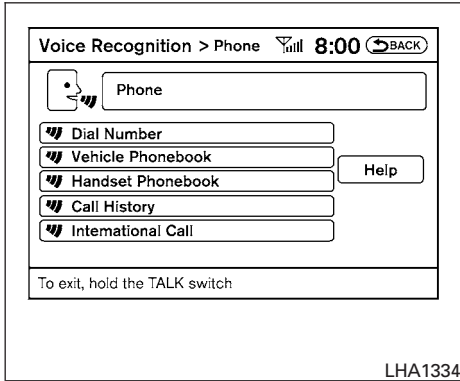 Voice Recognition > Phone 8:00 BACK
Phone
Dial Number
Vehicle Phonebook
Handset Phonebook
Help
Call History
International Call
To exit, hold the TALK switch
LHA1334